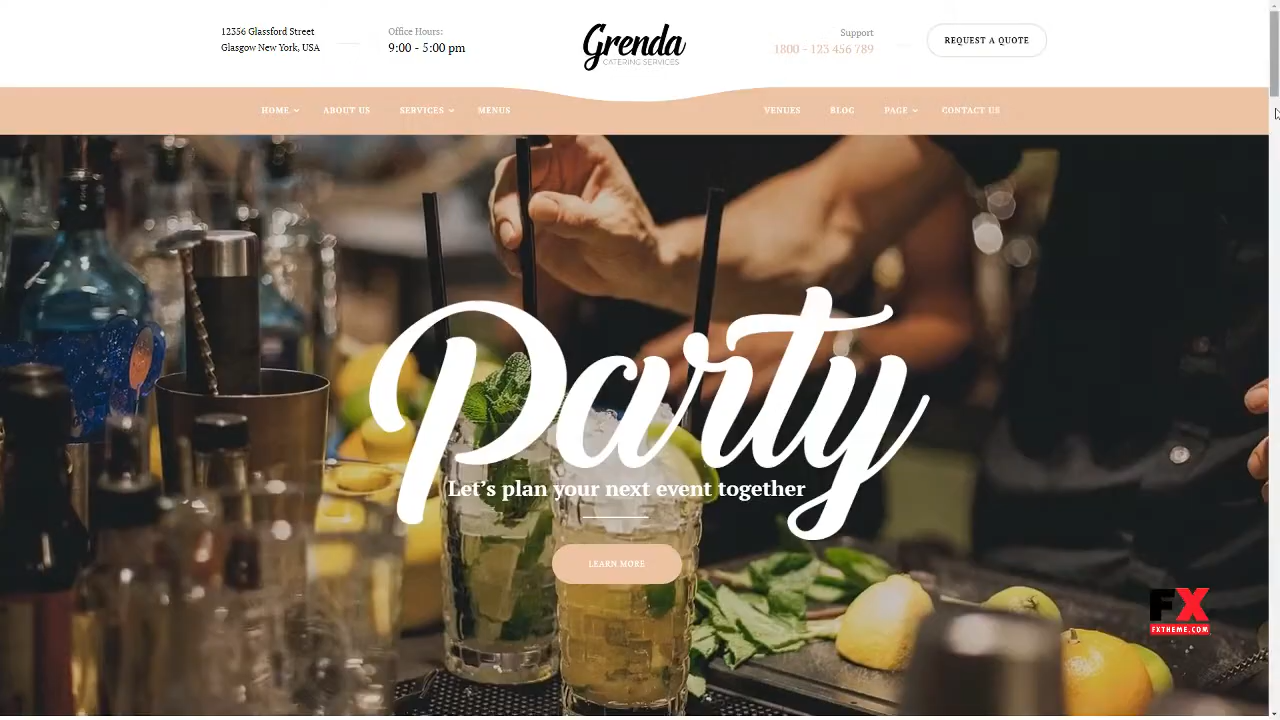 12356 Glassford Street
Glasgow New York, USA
Office Hours:
9:00 - 5:00 pm
Grenda
CATERING SERVICES
Support
1800 - 123 456 789
REQUEST A QUOTE
HOME
ABOUT US
SERVICES
MENUS
VENUES
BLOG
PAGE
CONTACT US
Party
Let's plan your next event together
LEARN MORE
FX
FXTHEME.COM